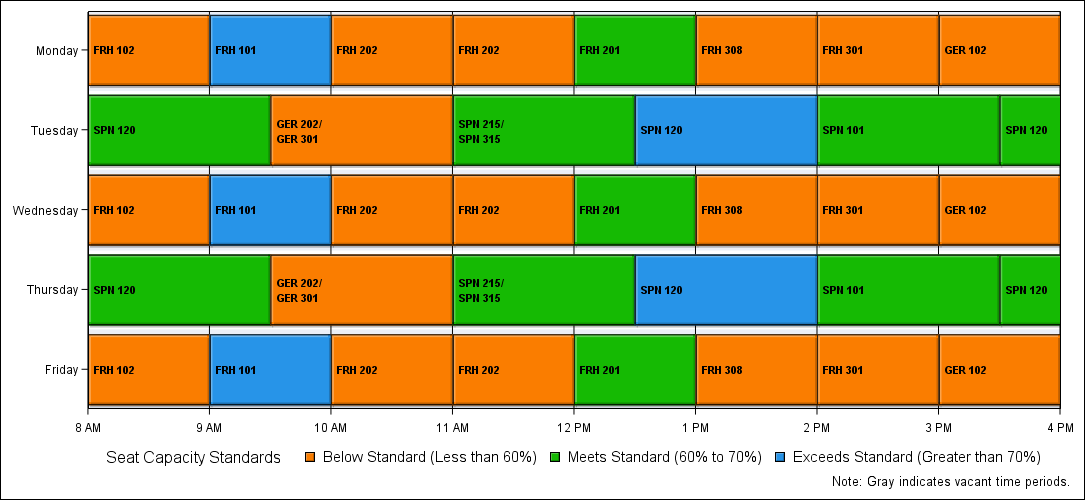 Monday
FRH 102
FRH 101
FRH 202
FRH 202
FRH 201
FRH 308
FRH 301
GER 102
Tuesday
SPN 120
GER 202/
GER 301
SPN 215/
SPN 315
SPN 120
SPN 101
SPN 120
Wednesday
FRH 102
FRH 101
FRH 202
FRH 202
FRH 201
FRH 308
FRH 301
GER 102
Thursday
SPN 120
GER 202/
GER 301
SPN 215/
SPN 315
SPN 120
SPN 101
SPN 120
Friday
FRH 102
FRH 101
FRH 202
FRH 202
FRH 201
FRH 308
FRH 301
GER 102
8 AM
9 AM
10 AM
11 AM
12 PM
1 PM
2 PM
3 PM
4 PM
Seat Capacity Standards
Below Standard (Less than 60%)
Meets Standard (60% to 70%)
Exceeds Standard (Greater than 70%)
Note: Gray indicates vacant time periods.